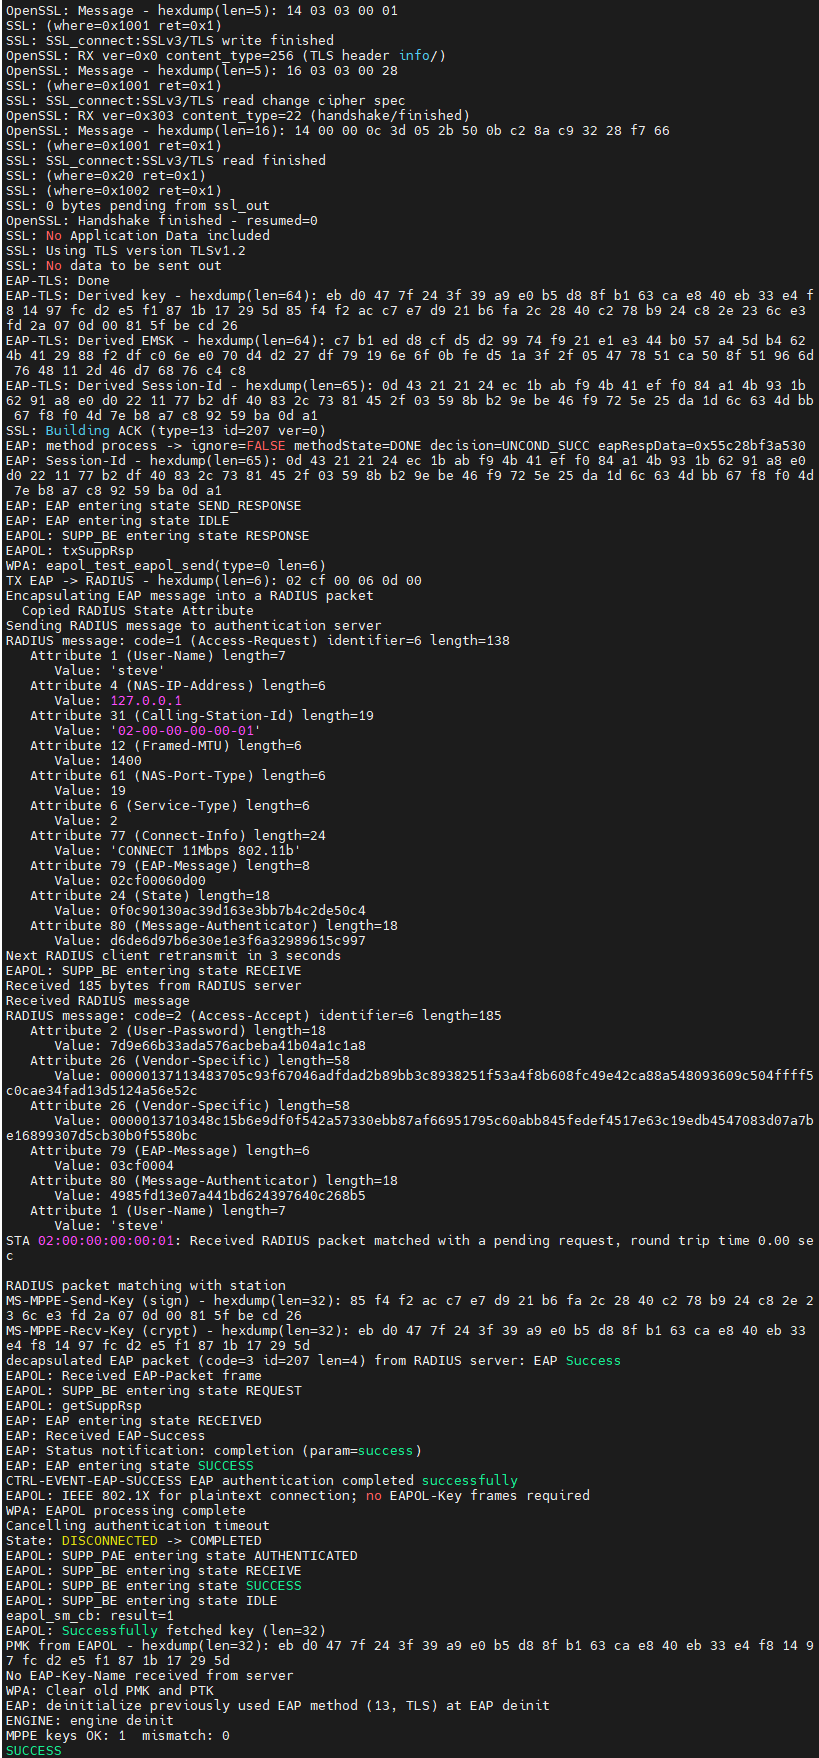 OpenSSL: Message - hexdump(len=5): 14 03 03 00 01
SSL: (where=0x1001 ret=0x1)
SSL: SSL_connect:SSLv3/TLS write finished
OpenSSL: RX ver=0x0 content_type=256 (TLS header info/)
OpenSSL: Message - hexdump(len=5): 16 03 03 00 28
SSL: (where=0x1001 ret=0x1)
SSL: SSL_connect:SSLv3/TLS read change cipher spec
OpenSSL: RX ver=0x303 content_type=22 (handshake/finished)
OpenSSL: Message - hexdump(len=16): 14 00 00 0c 3d 05 2b 50 0b c2 8a c9 32 28 f7 66
SSL: (where=0x1001 ret=0x1)
SSL: SSL_connect:SSLv3/TLS read finished
SSL: (where=0x20 ret=0x1)
SSL: (where=0x1002 ret=0x1)
SSL: 0 bytes pending from ssl_out
OpenSSL: Handshake finished - resumed=0
SSL: No Application Data included
SSL: Using TLS version TLSv1.2
SSL: No data to be sent out
EAP-TLS: Done
EAP-TLS: Derived key - hexdump(len=64): eb d0 47 7f 24 3f 39 a9 e0 b5 d8 8f b1 63 ca e8 40 eb 33 e4 f
8 14 97 fc d2 e5 f1 87 1b 17 29 5d 85 f4 f2 ac c7 e7 d9 21 b6 fa 2c 28 40 c2 78 b9 24 c8 2e 23 6c e3
fd 2a 07 0d 00 81 5f be cd 26
EAP-TLS: Derived EMSK - hexdump(len=64): c7 b1 ed d8 cf d5 d2 99 74 f9 21 e1 e3 44 b0 57 a4 5d b4 62
4b 41 29 88 f2 df c0 6e e0 70 d4 d2 27 df 79 19 6e 6f 0b fe d5 1a 3f 2f 05 47 78 51 ca 50 8f 51 96 6d
76 48 11 2d 46 d7 68 76 c4 c8
EAP-TLS: Derived Session-Id - hexdump(len=65): 0d 43 21 21 24 ec 1b ab f9 4b 41 ef f0 84 a1 4b 93 1b
62 91 a8 e0 d0 22 11 77 b2 df 40 83 2c 73 81 45 2f 03 59 8b b2 9e be 46 f9 72 5e 25 da 1d 6c 63 4d bb
67 f8 f0 4d 7e b8 a7 c8 92 59 ba 0d a1
SSL: Building ACK (type=13 id=207 ver=0)
EAP: method process -> ignore=FALSE methodState=DONE decision=UNCOND_SUCC eapRespData=0x55c28bf3a530
EAP: Session-Id - hexdump(len=65): 0d 43 21 21 24 ec 1b ab f9 4b 41 ef f0 84 a1 4b 93 1b 62 91 a8 e0
d0 22 11 77 b2 df 40 83 2c 73 81 45 2f 03 59 8b b2 9e be 46 f9 72 5e 25 da 1d 6c 63 4d bb 67 f8 f0 4d
7e b8 a7 c8 92 59 ba 0d a1
EAP: EAP entering state SEND_RESPONSE
EAP: EAP entering state IDLE
EAPOL: SUPP_BE entering state RESPONSE
EAPOL: txSuppRsp
WPA: eapol_test_eapol_send(type=0 len=6)
TX EAP -> RADIUS - hexdump(len=6): 02 cf 00 06 0d 00
Encapsulating EAP message into a RADIUS packet
Copied RADIUS State Attribute
Sending RADIUS message to authentication server
RADIUS message: code=1 (Access-Request) identifier=6 length=138
Attribute 1 (User-Name) length=7
Value: 'steve'
Attribute 4 (NAS-IP-Address) length=6
Value: 127.0.0.1
Attribute 31 (Calling-Station-Id) length=19
Value: '02-00-00-00-00-01'
Attribute 12 (Framed-MTU) length=6
Value: 1400
Attribute 61 (NAS-Port-Type) length=6
Value: 19
Attribute 6 (Service-Type) length=6
Value: 2
Attribute 77 (Connect-Info) length=24
Value: 'CONNECT 11Mbps 802.11b'
Attribute 79 (EAP-Message) length=8
Value: 02cf00060d00
Attribute 24 (State) length=18
Value: 0f0c90130ac39d163e3bb7b4c2de50c4
Attribute 80 (Message-Authenticator) length=18
Value: d6de6d97b6e30e1e3f6a32989615c997
Next RADIUS client retransmit in 3 seconds
EAPOL: SUPP_BE entering state RECEIVE
Received 185 bytes from RADIUS server
Received RADIUS message
RADIUS message: code=2 (Access-Accept) identifier=6 length=185
Attribute 2 (User-Password) length=18
Value: 7d9e66b33ada576acbeba41b04a1c1a8
Attribute 26 (Vendor-Specific) length=58
Value: 00000137113483705c93f67046adfdad2b89bb3c8938251f53a4f8b608fc49e42ca88a548093609c504ffff5
c0cae34fad13d5124a56e52c
Attribute 26 (Vendor-Specific) length=58
Value: 0000013710348c15b6e9df0f542a57330ebb87af66951795c60abb845fedef4517e63c19edb4547083d07a7b
e16899307d5cb30b0f5580bc
Attribute 79 (EAP-Message) length=6
Value: 03cf0004
Attribute 80 (Message-Authenticator) length=18
Value: 4985fd13e07a441bd624397640c268b5
Attribute 1 (User-Name) length=7
Value: 'steve'
STA 02:00:00:00:00:01: Received RADIUS packet matched with a pending request, round trip time 0.00 se
c
RADIUS packet matching with station
MS-MPPE-Send-Key (sign) - hexdump(len=32): 85 f4 f2 ac c7 e7 d9 21 b6 fa 2c 28 40 c2 78 b9 24 c8 2e 2
3 6c e3 fd 2a 07 0d 00 81 5f be cd 26
MS-MPPE-Recv-Key (crypt) - hexdump(len=32): eb d0 47 7f 24 3f 39 a9 e0 b5 d8 8f b1 63 ca e8 40 eb 33
e4 f8 14 97 fc d2 e5 f1 87 1b 17 29 5d
decapsulated EAP packet (code=3 id=207 len=4) from RADIUS server: EAP Success
EAPOL: Received EAP-Packet frame
EAPOL: SUPP_BE entering state REQUEST
EAPOL: getSuppRsp
EAP: EAP entering state RECEIVED
EAP: Received EAP-Success
EAP: Status notification: completion (param=success)
EAP: EAP entering state SUCCESS
CTRL-EVENT-EAP-SUCCESS EAP authentication completed successfully
EAPOL: IEEE 802.1X for plaintext connection; no EAPOL-Key frames required
WPA: EAPOL processing complete
Cancelling authentication timeout
State: DISCONNECTED -> COMPLETED
EAPOL: SUPP_PAE entering state AUTHENTICATED
EAPOL: SUPP_BE entering state RECEIVE
EAPOL: SUPP_BE entering state SUCCESS
EAPOL: SUPP_BE entering state IDLE
eapol_sm_cb: result=1
EAPOL: Successfully fetched key (len=32)
PMK from EAPOL - hexdump(len=32): eb d0 47 7f 24 3f 39 a9 e0 b5 d8 8f b1 63 ca e8 40 eb 33 e4 f8 14 9
7 fc d2 e5 f1 87 1b 17 29 5d
No EAP-Key-Name received from server
WPA: Clear old PMK and PTK
EAP: deinitialize previously used EAP method (13, TLS) at EAP deinit
ENGINE: engine deinit
MPPE keys OK: 1  mismatch: 0
SUCCESS